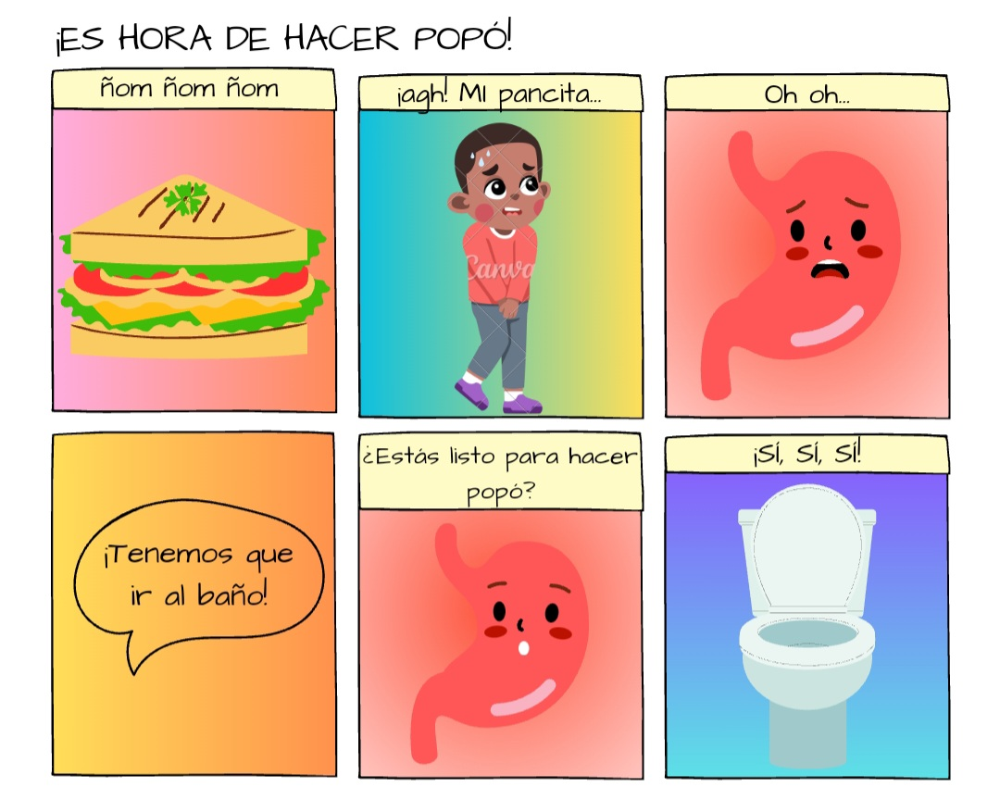 ¡ES HORA DE HACER POPÓ!
ñom ñom ñom
¡agh! MI pancita...
Oh oh...
Canva
¡Tenemos que
ir al baño!
¿Estás listo para hacer
popó?
¡SÍ, SÍ, SÍ!